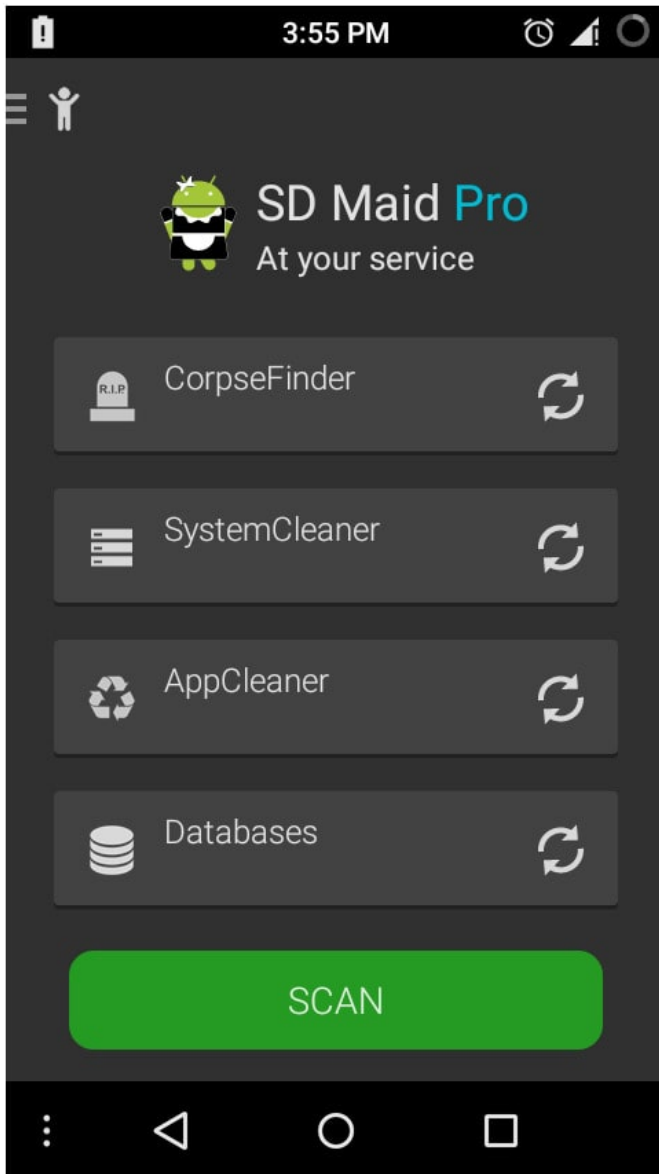 3:55 PM
SD Maid Pro
At your service
R.I.P.
CorpseFinder
SystemCleaner
AppCleaner
Databases
SCAN